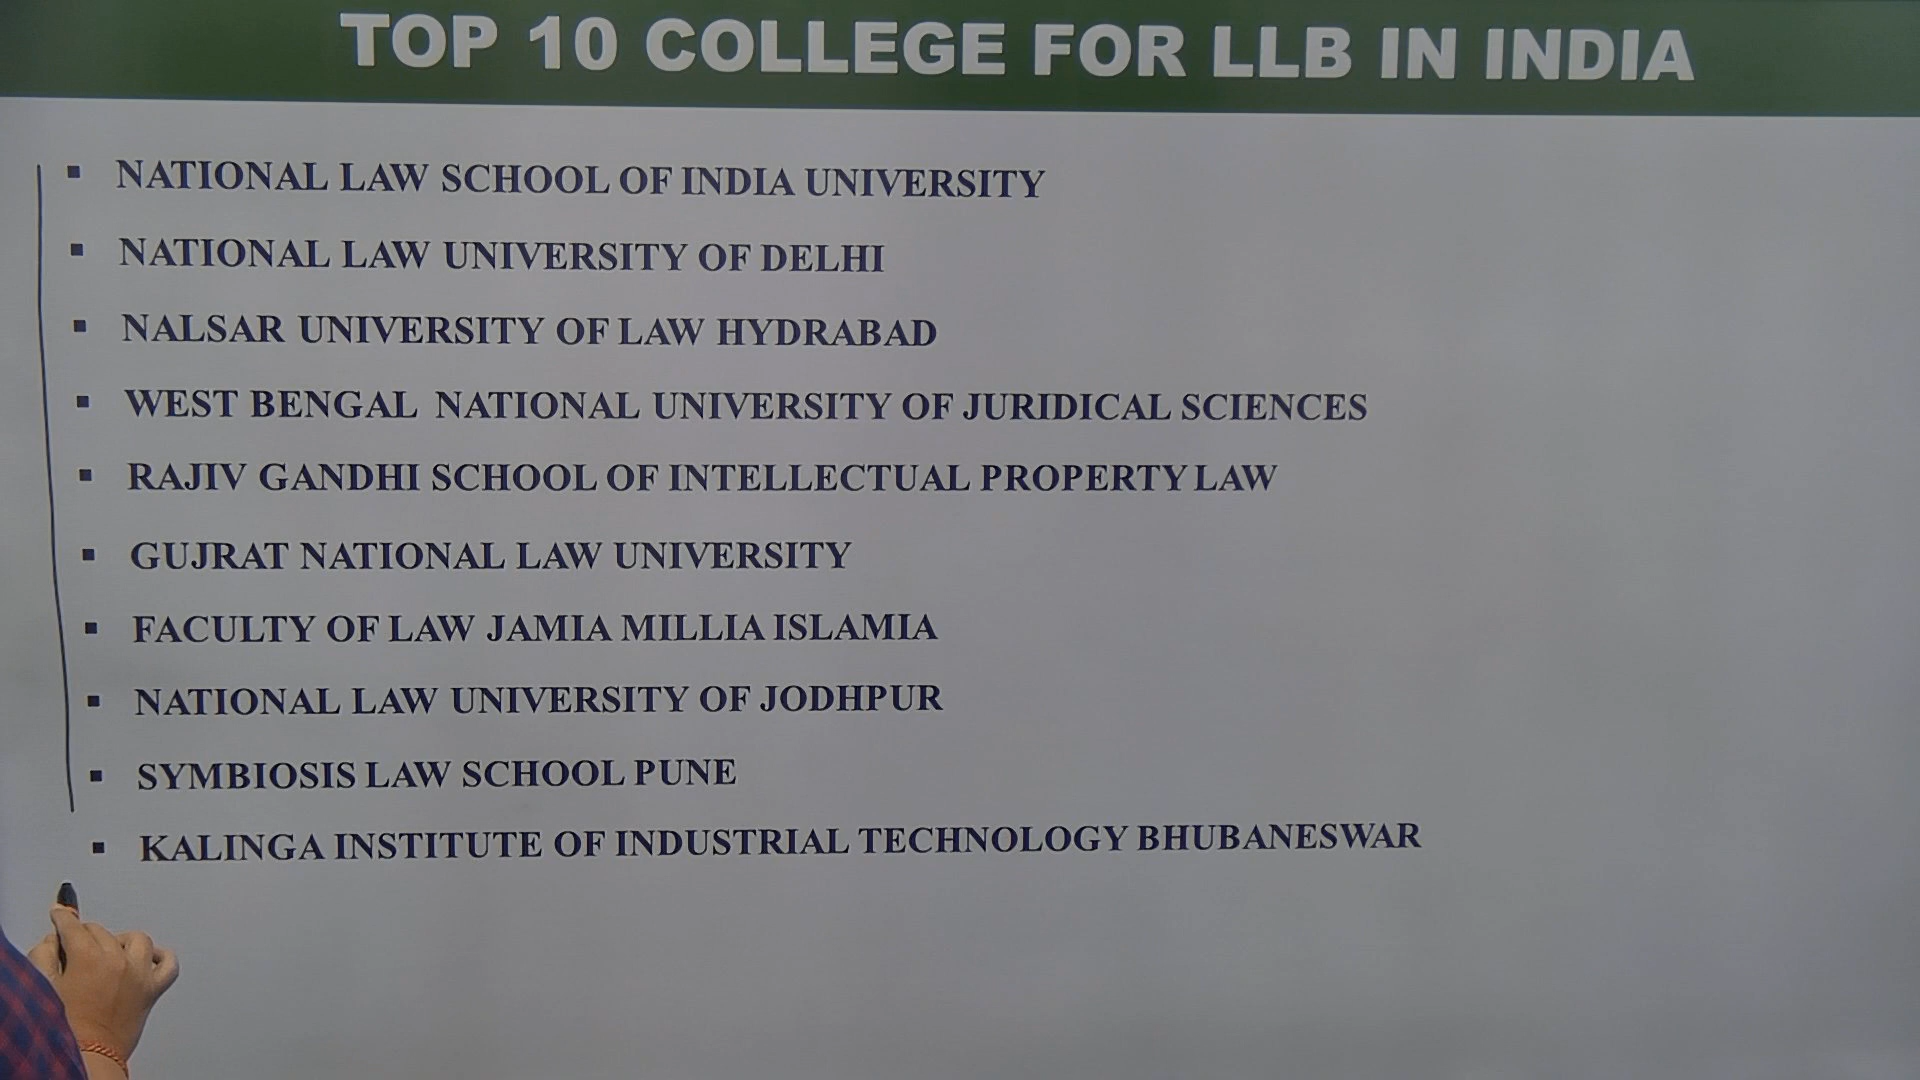 TOP 10 COLLEGE FOR LLB IN INDIA
▪ NATIONAL LAW SCHOOL OF INDIA UNIVERSITY
▪ NATIONAL LAW UNIVERSITY OF DELHI
▪ NALSAR UNIVERSITY OF LAW HYDRABAD
▪ WEST BENGAL NATIONAL UNIVERSITY OF JURIDICAL SCIENCES
▪ RAJIV GANDHI SCHOOL OF INTELLECTUAL PROPERTY LAW
▪ GUJRAT NATIONAL LAW UNIVERSITY
▪ FACULTY OF LAW JAMIA MILLIA ISLAMIA
▪ NATIONAL LAW UNIVERSITY OF JODHPUR
▪ SYMBIOSIS LAW SCHOOL PUNE
▪ KALINGA INSTITUTE OF INDUSTRIAL TECHNOLOGY BHUBANESWAR